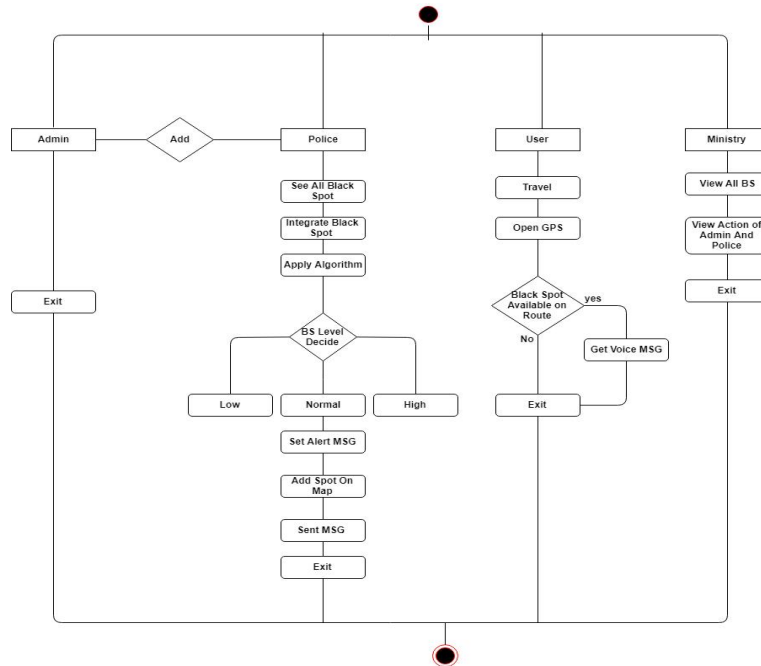 Admin
Add
Police
User
Ministry
See All Black
Spot
Integrate Black
Spot
Apply Algorithm
BS Level
Decide
Low
Normal
High
Set Alert MSG
Add Spot On
Map
Sent MSG
Exit
Exit
Travel
Open GPS
Black Spot
Available on
Route
yes
No
Get Voice MSG
Exit
View All BS
View Action of
Admin And
Police
Exit